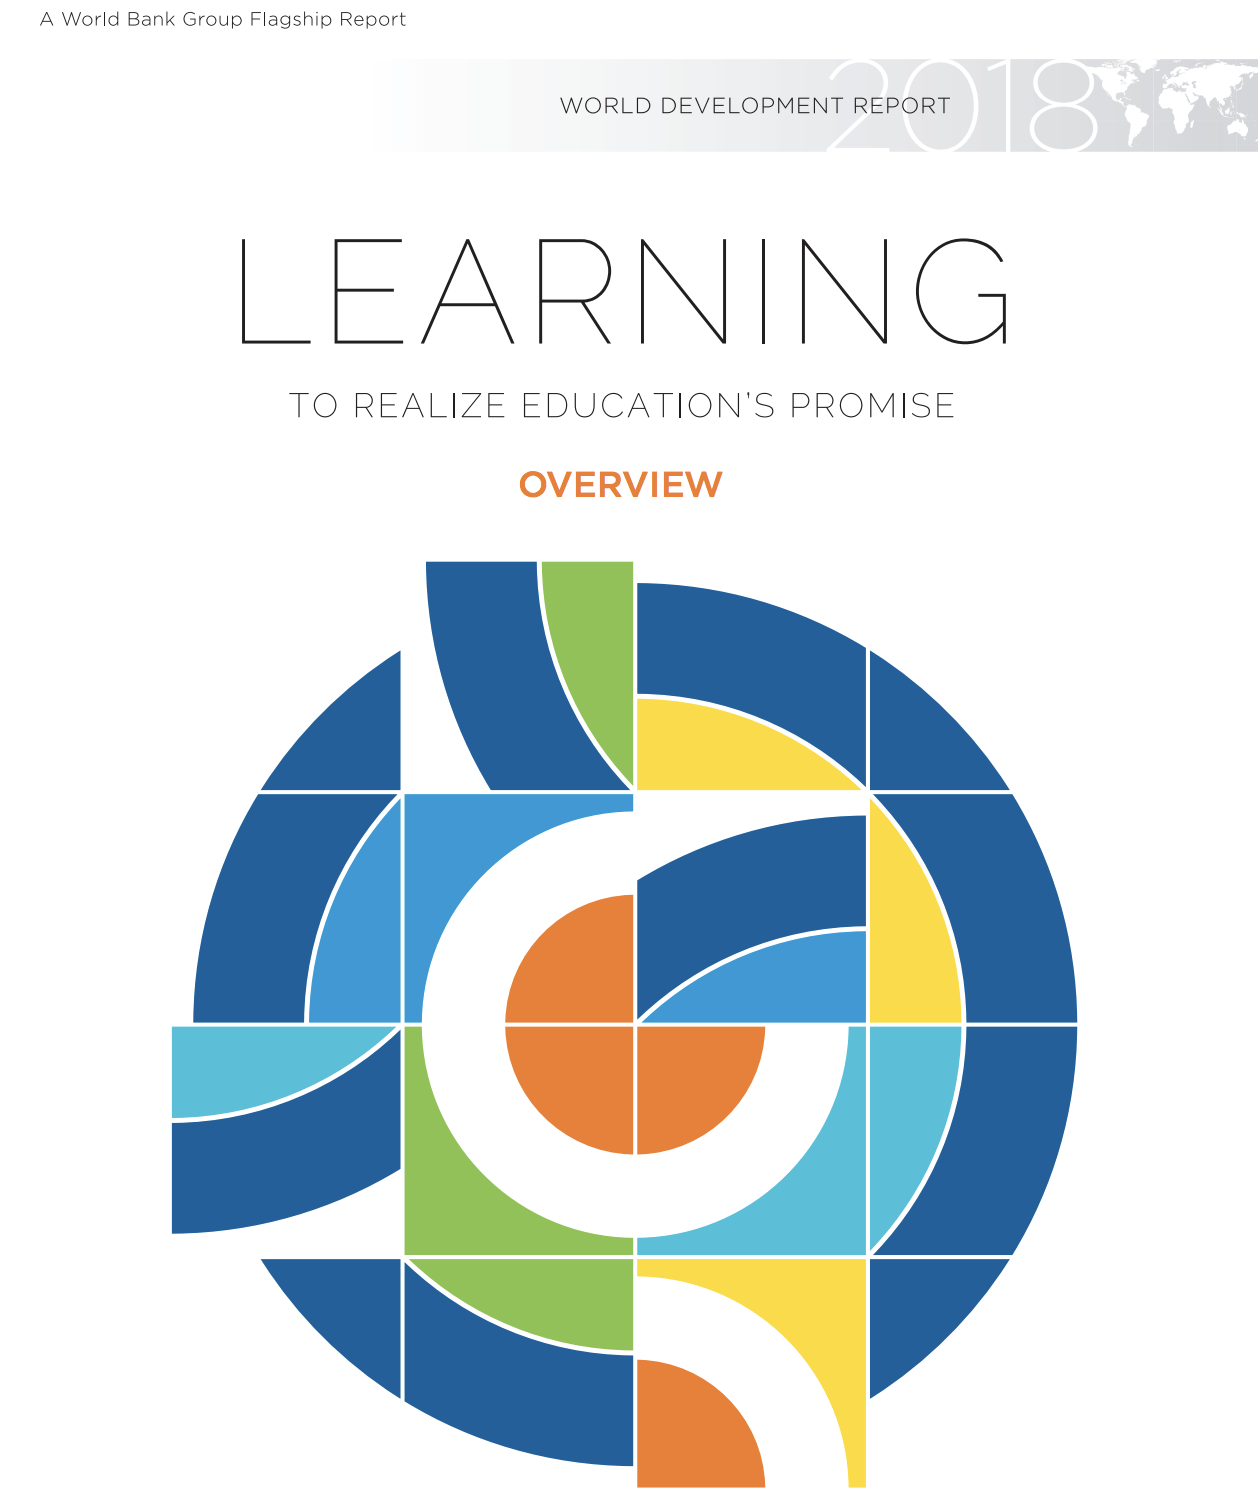 A World Bank Group Flagship Report
2018
WORLD DEVELOPMENT REPORT
LEARNING
TO REALIZE EDUCATION'S PROMISE
OVERVIEW